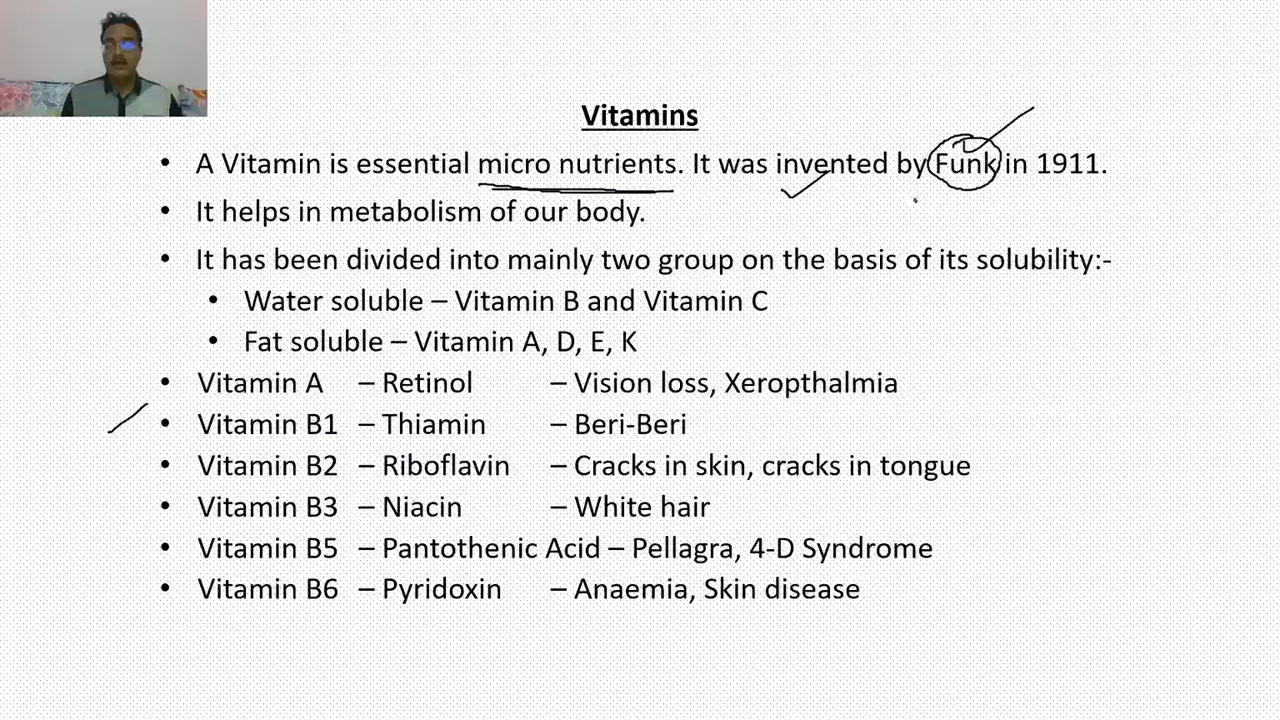 Vitamins
• A Vitamin is essential micro nutrients. It was invented by Funk in 1911.
• It helps in metabolism of our body.
• It has been divided into mainly two group on the basis of its solubility:-
• Water soluble – Vitamin B and Vitamin C
• Fat soluble – Vitamin A, D, E, K
• Vitamin A – Retinol – Vision loss, Xeropthalmia
• Vitamin B1 – Thiamin – Beri-Beri
• Vitamin B2 – Riboflavin – Cracks in skin, cracks in tongue
• Vitamin B3 – Niacin – White hair
• Vitamin B5 – Pantothenic Acid – Pellagra, 4-D Syndrome
• Vitamin B6 – Pyridoxin – Anaemia, Skin disease